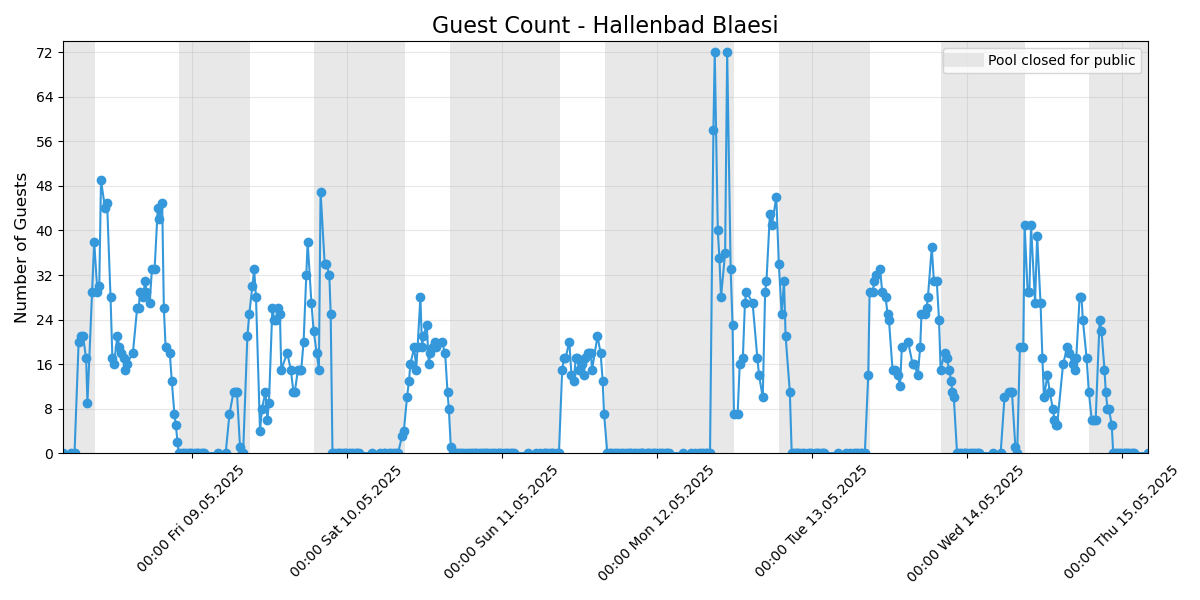 Guest Count - Hallenbad Blaesi
Pool closed for public
Number of Guests
72
64
56
48
40
32
24
16
8
0
00:00 Fri 09.05.2025
00:00 Sat 10.05.2025
00:00 Sun 11.05.2025
00:00 Mon 12.05.2025
00:00 Tue 13.05.2025
00:00 Wed 14.05.2025
00:00 Thu 15.05.2025